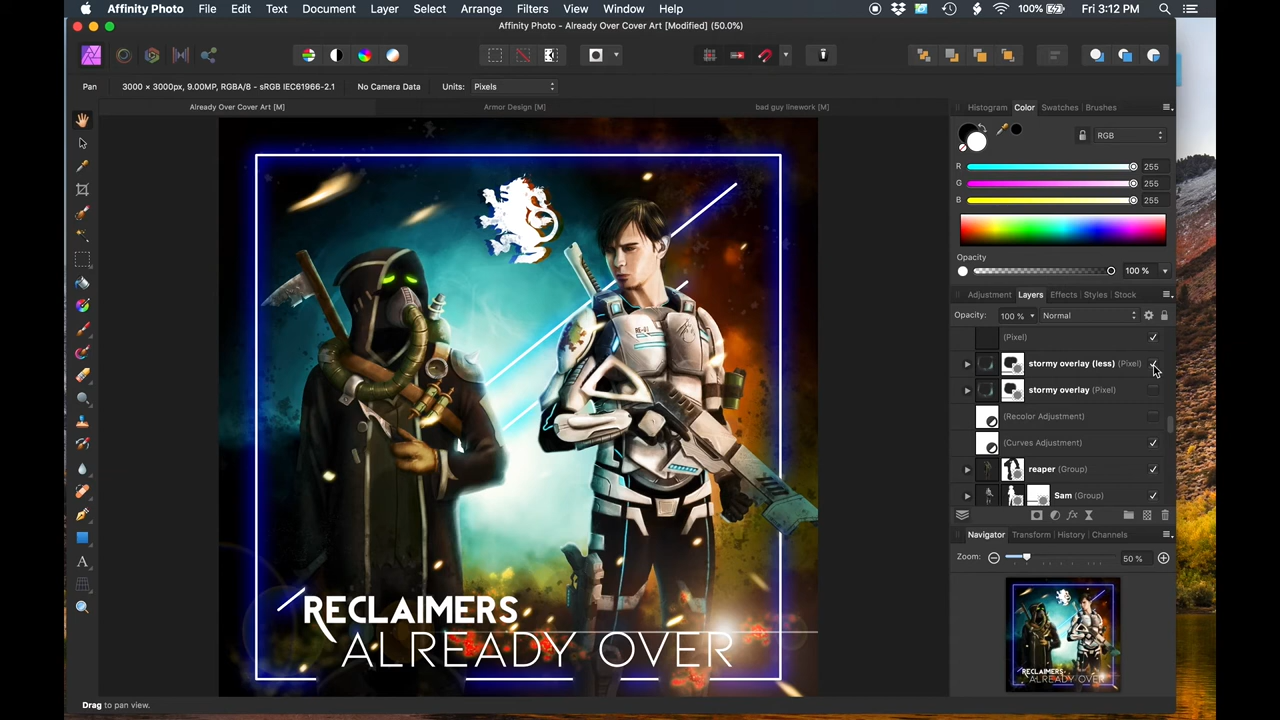 Affinity Photo File Edit Text Document Layer Select Arrange Filters View Window Help 100% Fri 3:12 PM
Affinity Photo - Already Over Cover Art [Modified] (50.0%)
Pan 3000 × 3000px, 9.00MP, RGBA/8 - sRGB IEC61966-2.1 No Camera Data Units: Pixels
Already Over Cover Art [M] Armor Design [M] bad guy linework [M]
Histogram Color Swatches Brushes
RGB
R 255
G 255
B 255
Opacity
100 %
Adjustment Layers Effects Styles Stock
Opacity: 100 % Normal
(Pixel)
stormy overlay (less) (Pixel)
stormy overlay (Pixel)
(Recolor Adjustment)
(Curves Adjustment)
reaper (Group)
Sam (Group)
Navigator Transform History Channels
Zoom: 50 %
RECLAIMERS
ALREADY OVER
RECLAIMERS
ALREADY OVER
Drag to pan view.